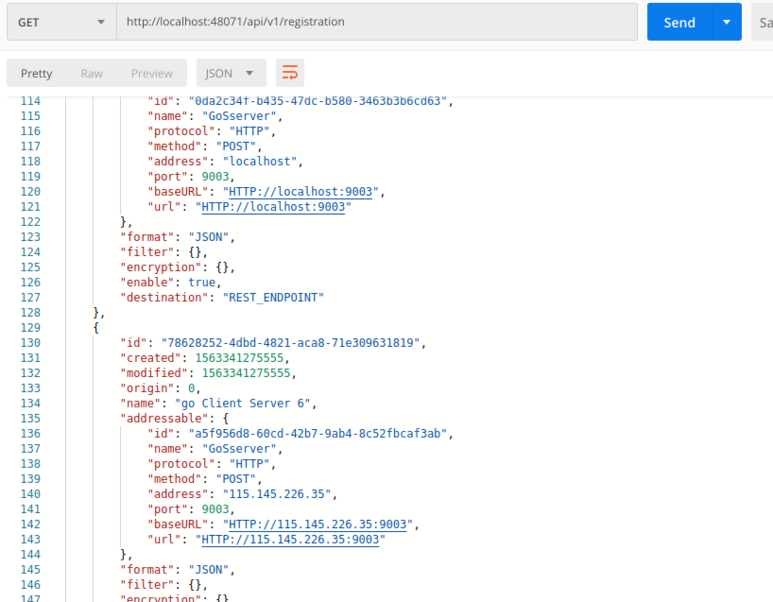 GET http://localhost:48071/api/v1/registration Send Sa
Pretty Raw Preview JSON
114 "id": "0da2c34f-b435-47dc-b580-3463b3b6cd63",
115 "name": "GoSserver",
116 "protocol": "HTTP",
117 "method": "POST",
118 "address": "localhost",
119 "port": 9003,
120 "baseURL": "HTTP://localhost:9003",
121 "url": "HTTP://localhost:9003"
122 },
123 "format": "JSON",
124 "filter": {},
125 "encryption": {},
126 "enable": true,
127 "destination": "REST_ENDPOINT"
128 },
129 {
130 "id": "78628252-4dbd-4821-aca8-71e309631819",
131 "created": 1563341275555,
132 "modified": 1563341275555,
133 "origin": 0,
134 "name": "go Client Server 6",
135 "addressable": {
136 "id": "a5f956d8-60cd-42b7-9ab4-8c52fbcaf3ab",
137 "name": "GoSserver",
138 "protocol": "HTTP",
139 "method": "POST",
140 "address": "115.145.226.35",
141 "port": 9003,
142 "baseURL": "HTTP://115.145.226.35:9003",
143 "url": "HTTP://115.145.226.35:9003"
144 },
145 "format": "JSON",
146 "filter": {},
147 "encryption": {}